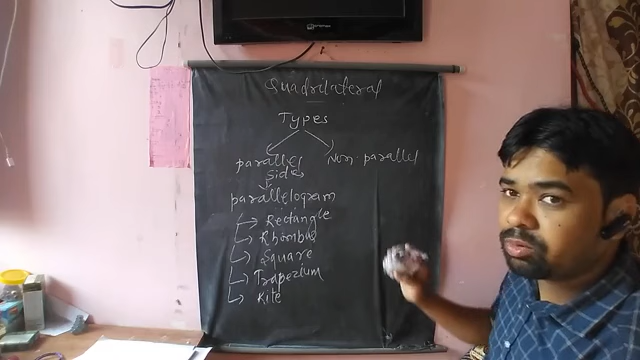 Quadrilateral
Types
parallel Non-parallel
sides
parallelogram
Rectangle
Rhombus
Square
Trapezium
Kite